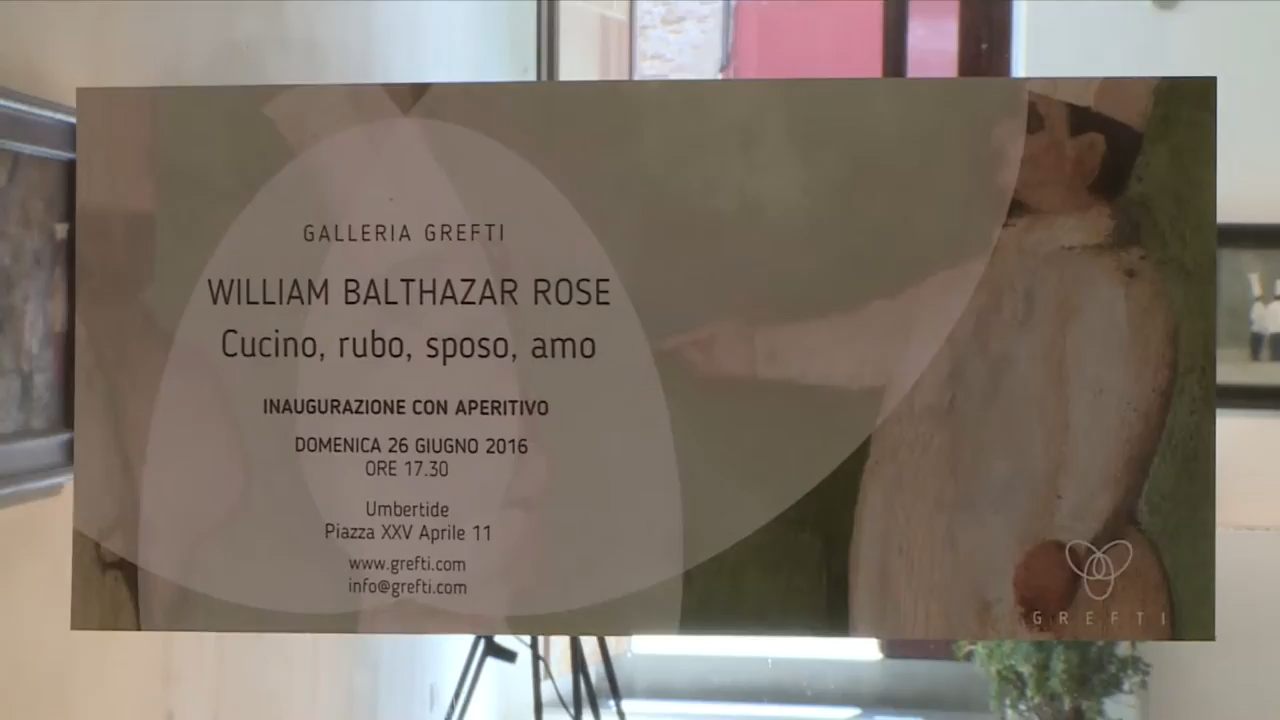 GALLERIA GREFTI
WILLIAM BALTHAZAR ROSE
Cucino, rubo, sposo, amo
INAUGURAZIONE CON APERITIVO
DOMENICA 26 GIUGNO 2016
ORE 17.30
Umbertide
Piazza XXV Aprile 11
www.grefti.com
info@grefti.com
GREFTI